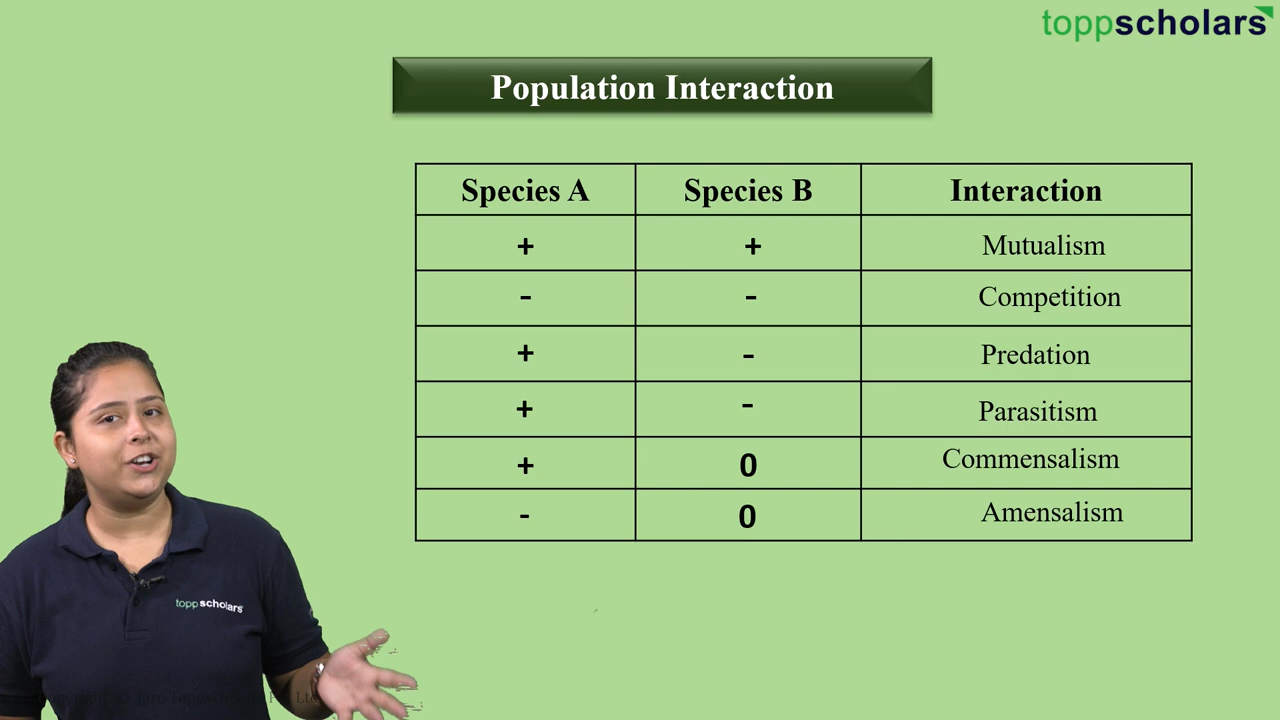 toppscholars
Population Interaction
Species A Species B Interaction
+ + Mutualism
- - Competition
+ - Predation
+ - Parasitism
+ 0 Commensalism
- 0 Amensalism
toppscholars